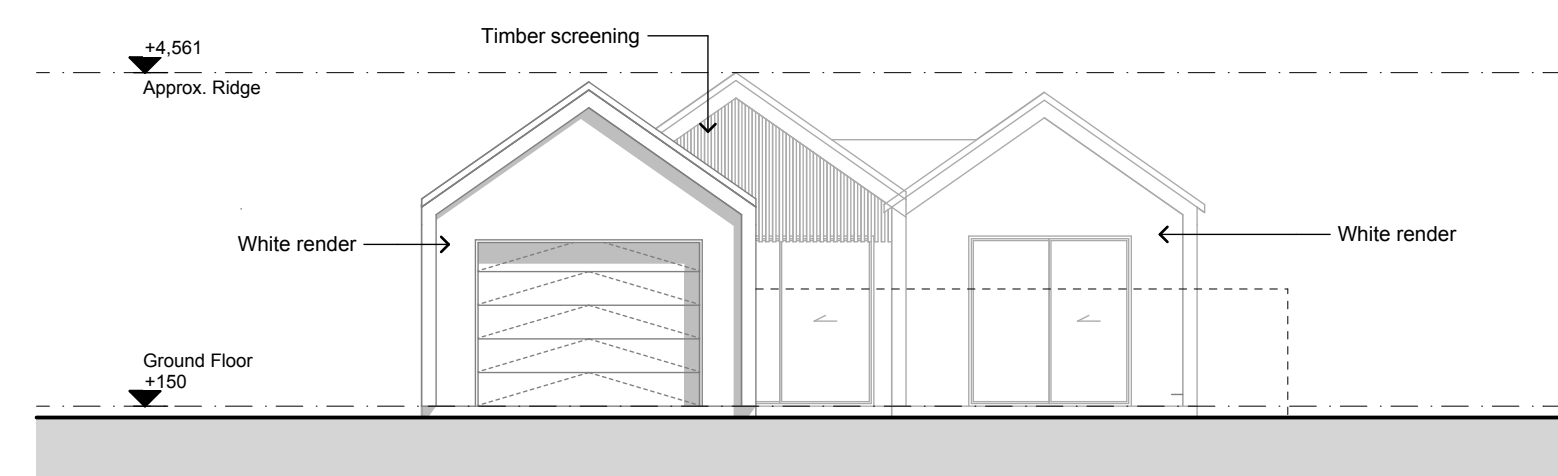 Timber screening
+4,561
Approx. Ridge
White render
White render
Ground Floor
+150